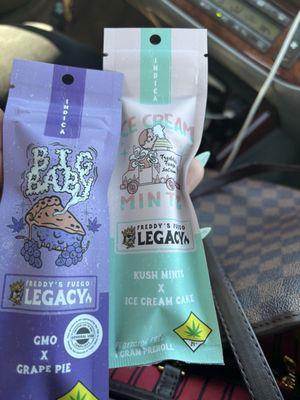 INDICA
BIG
BABY
FREDDY'S FUEGO
LEGACY
GMO
X
GRAPE PIE
INDICA
ICE CREAM
MINT
FREDDY'S FUEGO
LEGACY
KUSH MINTS
X
ICE CREAM CAKE
GRAM PREROLL